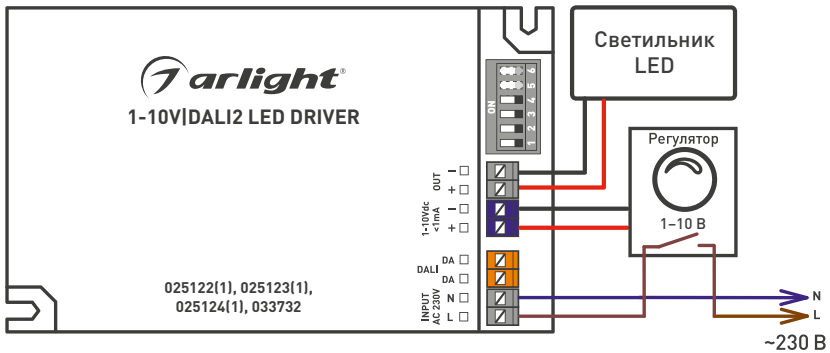 arlight®
1-10V|DALI2 LED DRIVER
025122(1), 025123(1),
025124(1), 033732
ON
1 2 3 4 5 6
OUT
−
+
1-10Vdc
<1mA
−
+
DALI
DA
DA
INPUT
AC 230V
N
L
Светильник
LED
Регулятор
1–10 В
N
L
~230 В